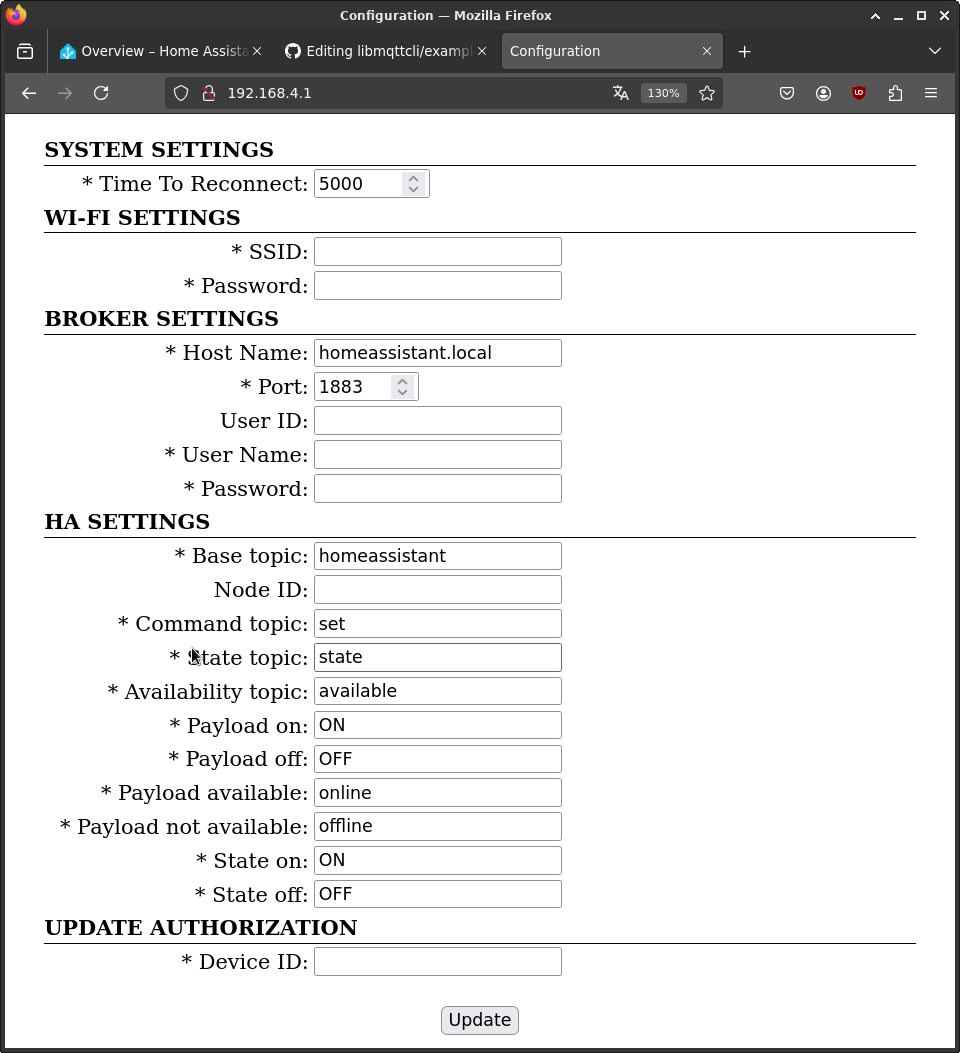 Configuration — Mozilla Firefox
Overview – Home Assista
Editing libmqttcli/exampl
Configuration
192.168.4.1
130%
SYSTEM SETTINGS
* Time To Reconnect: 5000
WI-FI SETTINGS
* SSID:
* Password:
BROKER SETTINGS
* Host Name: homeassistant.local
* Port: 1883
User ID:
* User Name:
* Password:
HA SETTINGS
* Base topic: homeassistant
Node ID:
* Command topic: set
* State topic: state
* Availability topic: available
* Payload on: ON
* Payload off: OFF
* Payload available: online
* Payload not available: offline
* State on: ON
* State off: OFF
UPDATE AUTHORIZATION
* Device ID:
Update